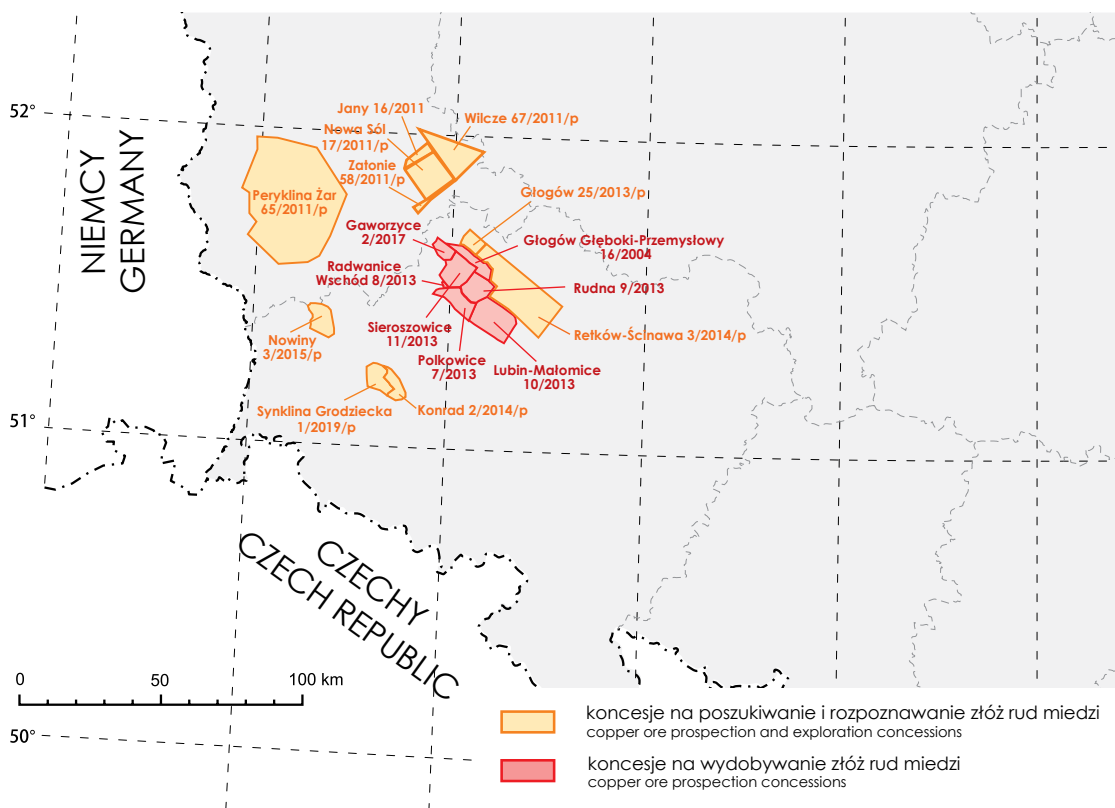 52°
Jany 16/2011
Wilcze 67/2011/p
Nowa Sól
17/2011/p
Zatonie
58/2011/p
Peryklina Żar
65/2011/p
Głogów 25/2013/p
NIEMCY
GERMANY
Gaworzyce
2/2017
Głogów Głęboki-Przemysłowy
16/2004
Radwanice
Wschód 8/2013
Rudna 9/2013
Sieroszowice
11/2013
Retków-Ścinawa 3/2014/p
Nowiny
3/2015/p
Polkowice
7/2013
Lubin-Małomice
10/2013
Synklina Grodziecka
1/2019/p
Konrad 2/2014/p
51°
CZECHY
CZECH REPUBLIC
0 50 100 km
50°
koncesje na poszukiwanie i rozpoznawanie złóż rud miedzi
copper ore prospection and exploration concessions
koncesje na wydobywanie złóż rud miedzi
copper ore prospection concessions